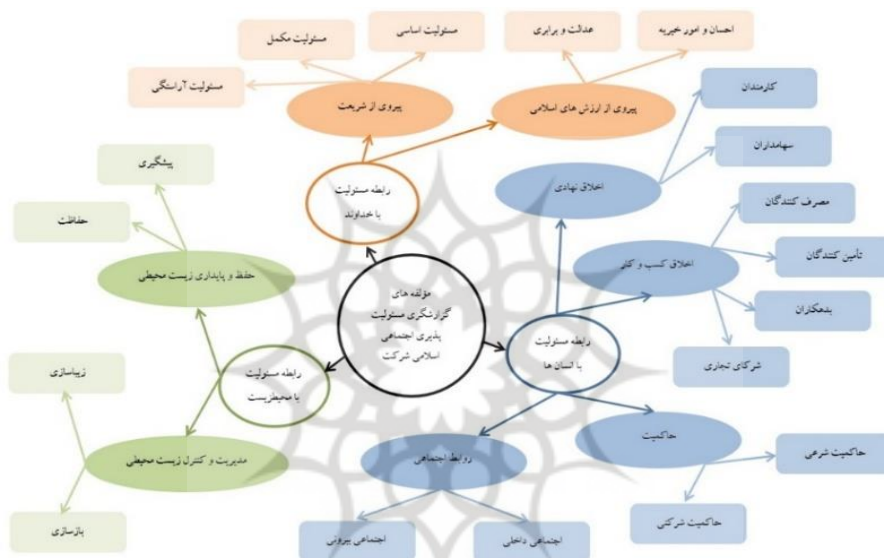 احسان و امور خیریه
عدالت و برابری
مسئولیت اساسی
مسئولیت مکمل
مسئولیت آراستگی
پیروی از ارزش های اسلامی
پیروی از شریعت
رابطه مسئولیت
با خداوند
کارمندان
سهامداران
اخلاق نهادی
مصرف کنندگان
تأمین کنندگان
بدهکاران
شرکای تجاری
اخلاق کسب و کار
رابطه مسئولیت
با انسان ها
مؤلفه های
گزارشگری مسئولیت
پذیری اجتماعی
اسلامی شرکت
پیشگیری
حفاظت
حفظ و پایداری زیست محیطی
رابطه مسئولیت
با محیط‌زیست
زیباسازی
مدیریت و کنترل زیست محیطی
بازسازی
حاکمیت
حاکمیت شرعی
حاکمیت شرکتی
روابط اجتماعی
اجتماعی داخلی
اجتماعی بیرونی